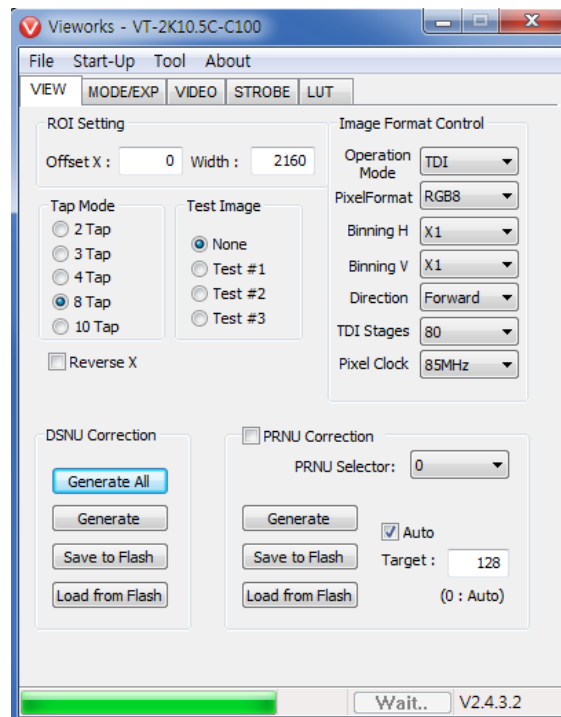 Vieworks - VT-2K10.5C-C100
File Start-Up Tool About
VIEW MODE/EXP VIDEO STROBE LUT
ROI Setting
Offset X : 0 Width : 2160
Tap Mode
2 Tap
3 Tap
4 Tap
8 Tap
10 Tap
Test Image
None
Test #1
Test #2
Test #3
Reverse X
Image Format Control
Operation Mode TDI
PixelFormat RGB8
Binning H X1
Binning V X1
Direction Forward
TDI Stages 80
Pixel Clock 85MHz
DSNU Correction
Generate All
Generate
Save to Flash
Load from Flash
PRNU Correction
PRNU Selector: 0
Generate
Save to Flash
Load from Flash
Auto
Target : 128
(0 : Auto)
Wait.. V2.4.3.2